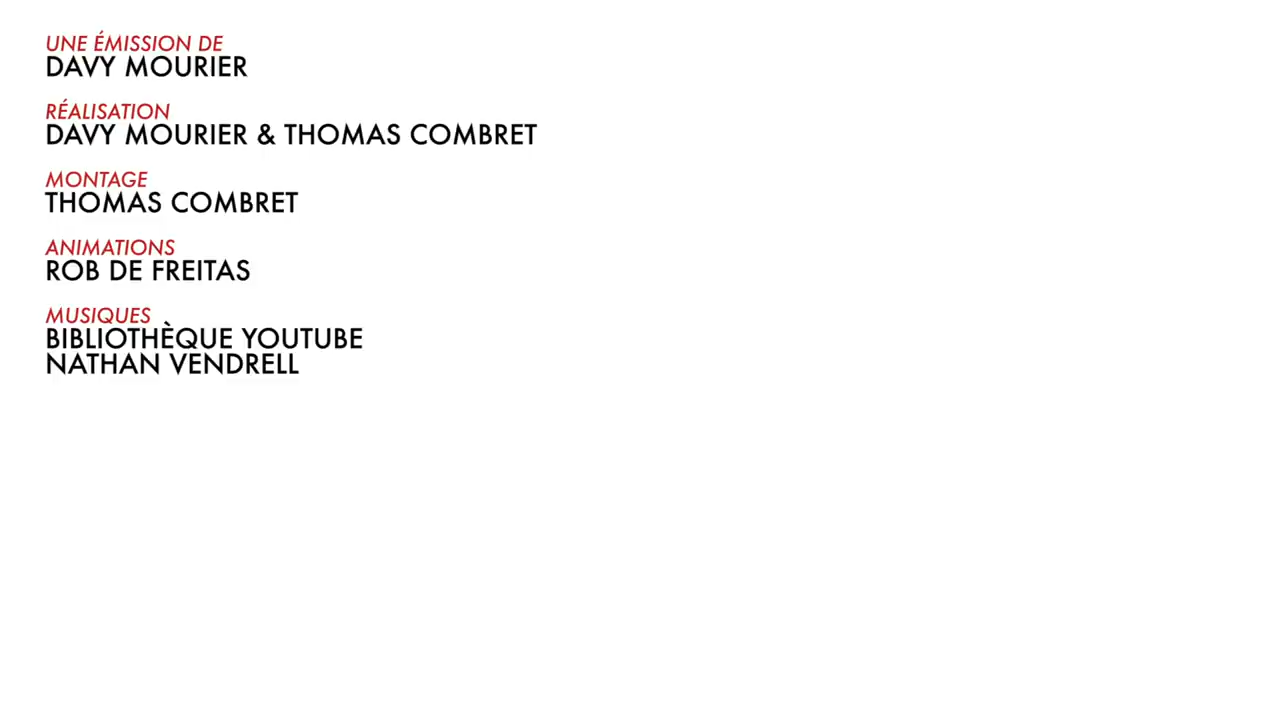 UNE ÉMISSION DE
DAVY MOURIER
RÉALISATION
DAVY MOURIER & THOMAS COMBRET
MONTAGE
THOMAS COMBRET
ANIMATIONS
ROB DE FREITAS
MUSIQUES
BIBLIOTHÈQUE YOUTUBE
NATHAN VENDRELL